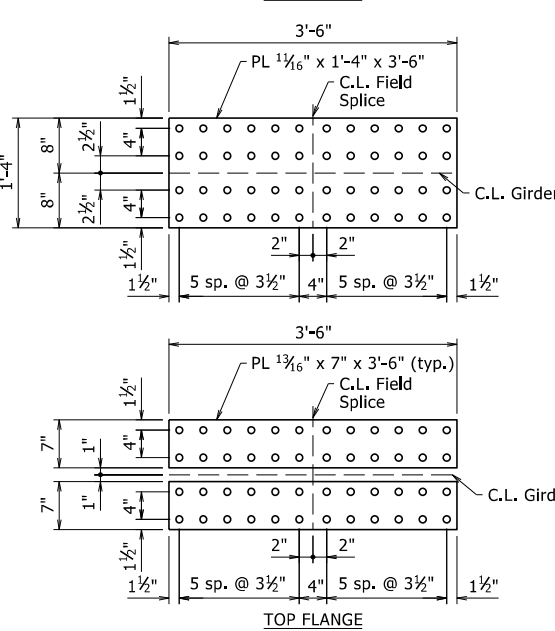 3'-6"
PL 11/16" x 1'-4" x 3'-6"
C.L. Field
Splice
1½"
8"
2½"
4"
1'-4"
C.L. Girder
8"
2½"
4"
1½"
2" 2"
1½" 5 sp. @ 3½" 4" 5 sp. @ 3½" 1½"
3'-6"
PL 13/16" x 7" x 3'-6" (typ.)
C.L. Field
Splice
1½"
7"
1"
4"
C.L. Gird
7"
1"
4"
1½"
2" 2"
1½" 5 sp. @ 3½" 4" 5 sp. @ 3½" 1½"
TOP FLANGE